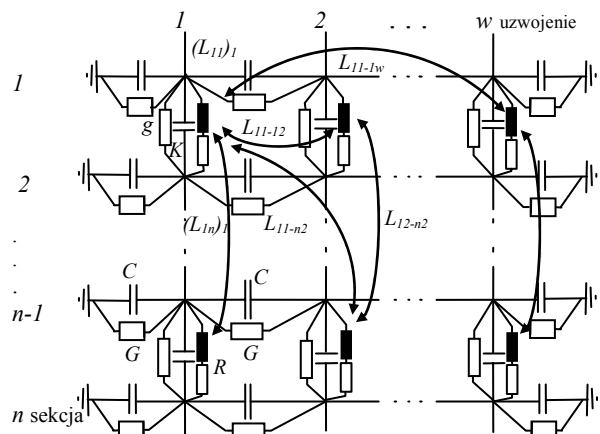 1 2 . . . w uzwojenie
(L11)1
L11-1w
1
g K L11-12
2
(L1n)1 L11-n2 L12-n2
.
.
.
C C
n-1
G R G
n sekcja